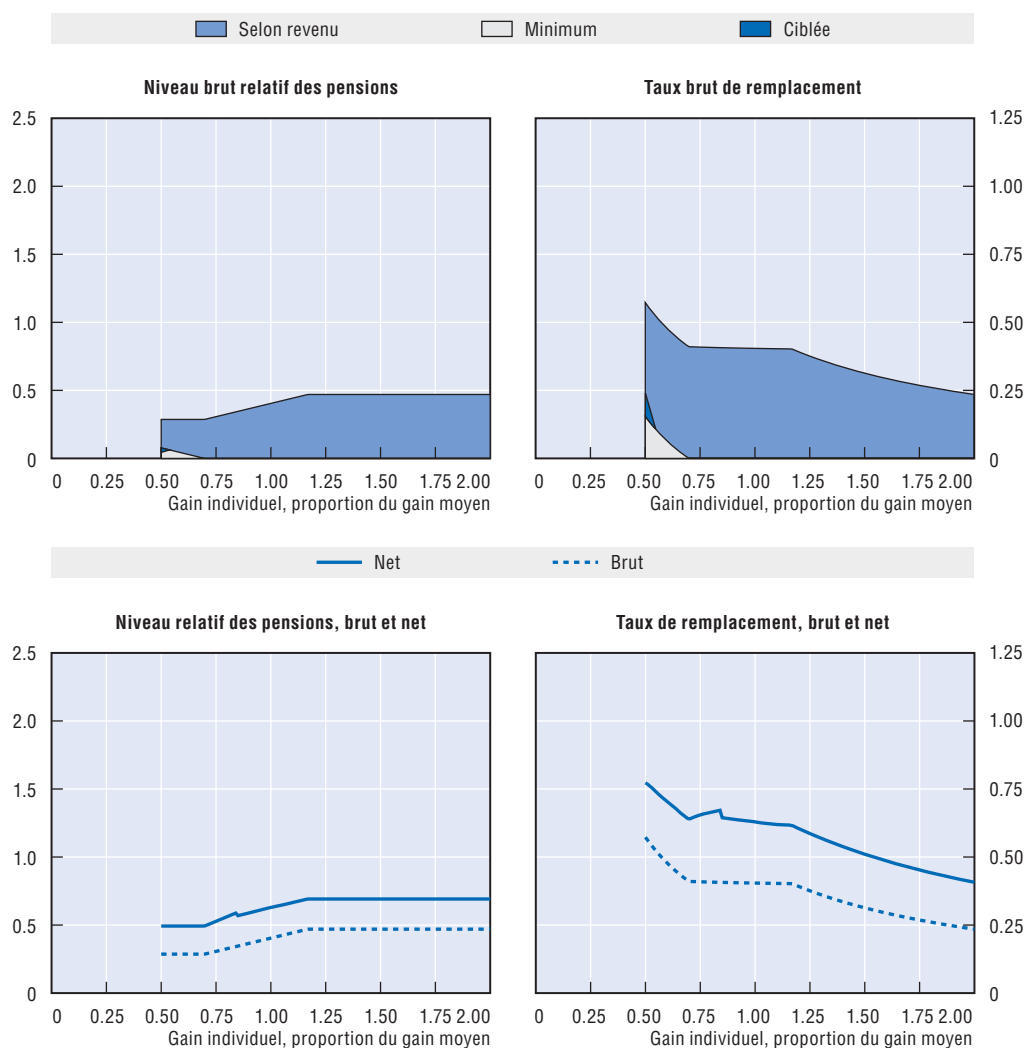 Selon revenu Minimum Ciblée
Niveau brut relatif des pensions
2.5
2.0
1.5
1.0
0.5
0
0 0.25 0.50 0.75 1.00 1.25 1.50 1.75 2.00
Gain individuel, proportion du gain moyen
Taux brut de remplacement
1.25
1.00
0.75
0.50
0.25
0
0 0.25 0.50 0.75 1.00 1.25 1.50 1.75 2.00
Gain individuel, proportion du gain moyen
Net Brut
Niveau relatif des pensions, brut et net
2.5
2.0
1.5
1.0
0.5
0
0 0.25 0.50 0.75 1.00 1.25 1.50 1.75 2.00
Gain individuel, proportion du gain moyen
Taux de remplacement, brut et net
1.25
1.00
0.75
0.50
0.25
0
0 0.25 0.50 0.75 1.00 1.25 1.50 1.75 2.00
Gain individuel, proportion du gain moyen